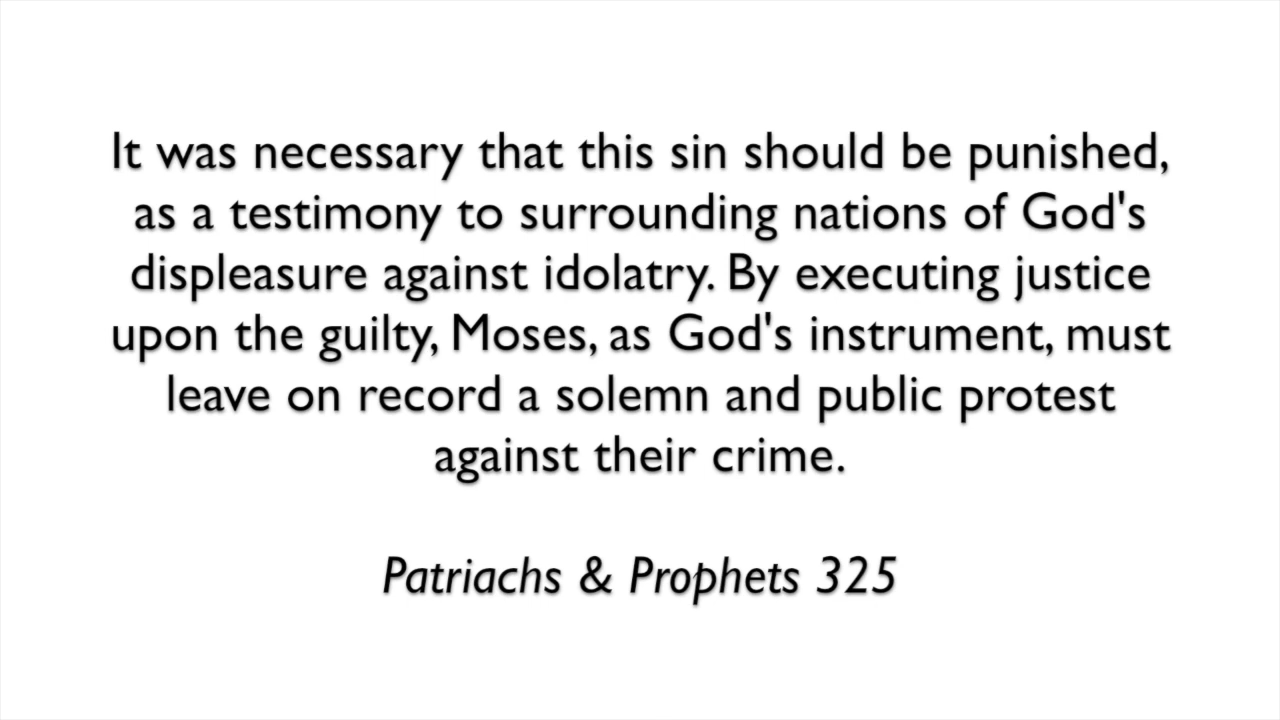 It was necessary that this sin should be punished,
as a testimony to surrounding nations of God's
displeasure against idolatry. By executing justice
upon the guilty, Moses, as God's instrument, must
leave on record a solemn and public protest
against their crime.
Patriachs & Prophets 325